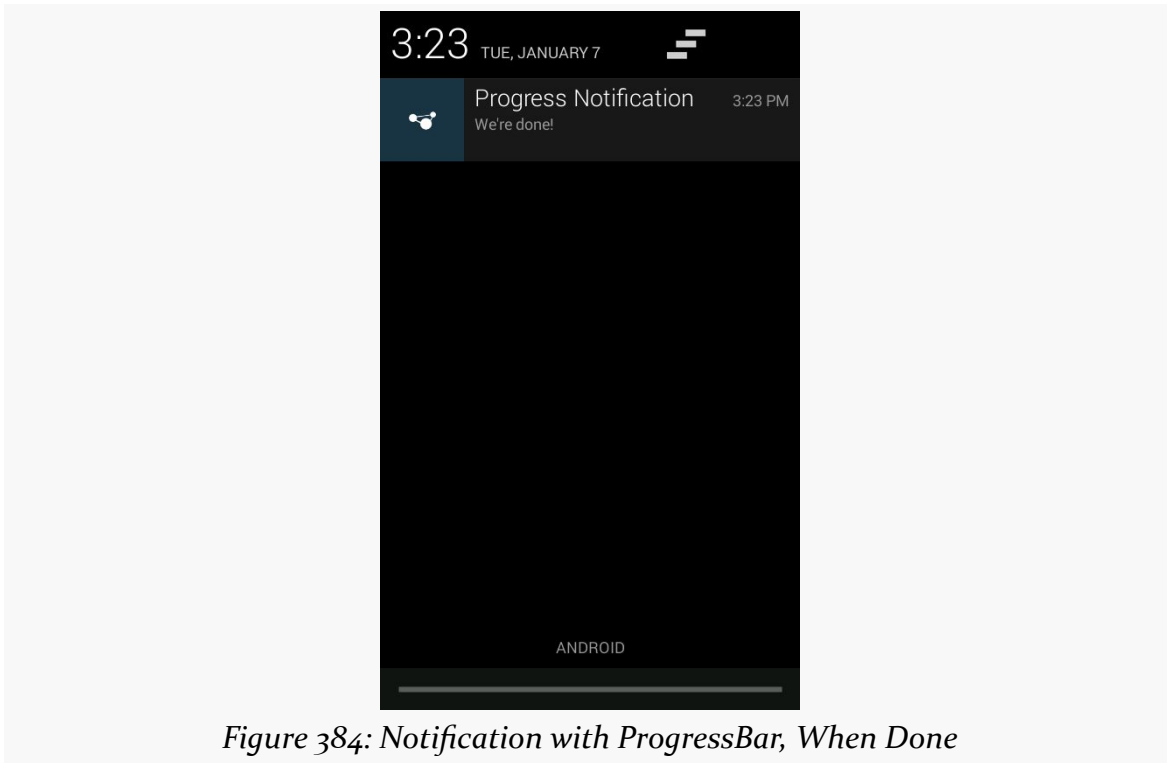 3:23 TUE, JANUARY 7
Progress Notification 3:23 PM
We're done!
ANDROID
Figure 384: Notification with ProgressBar, When Done